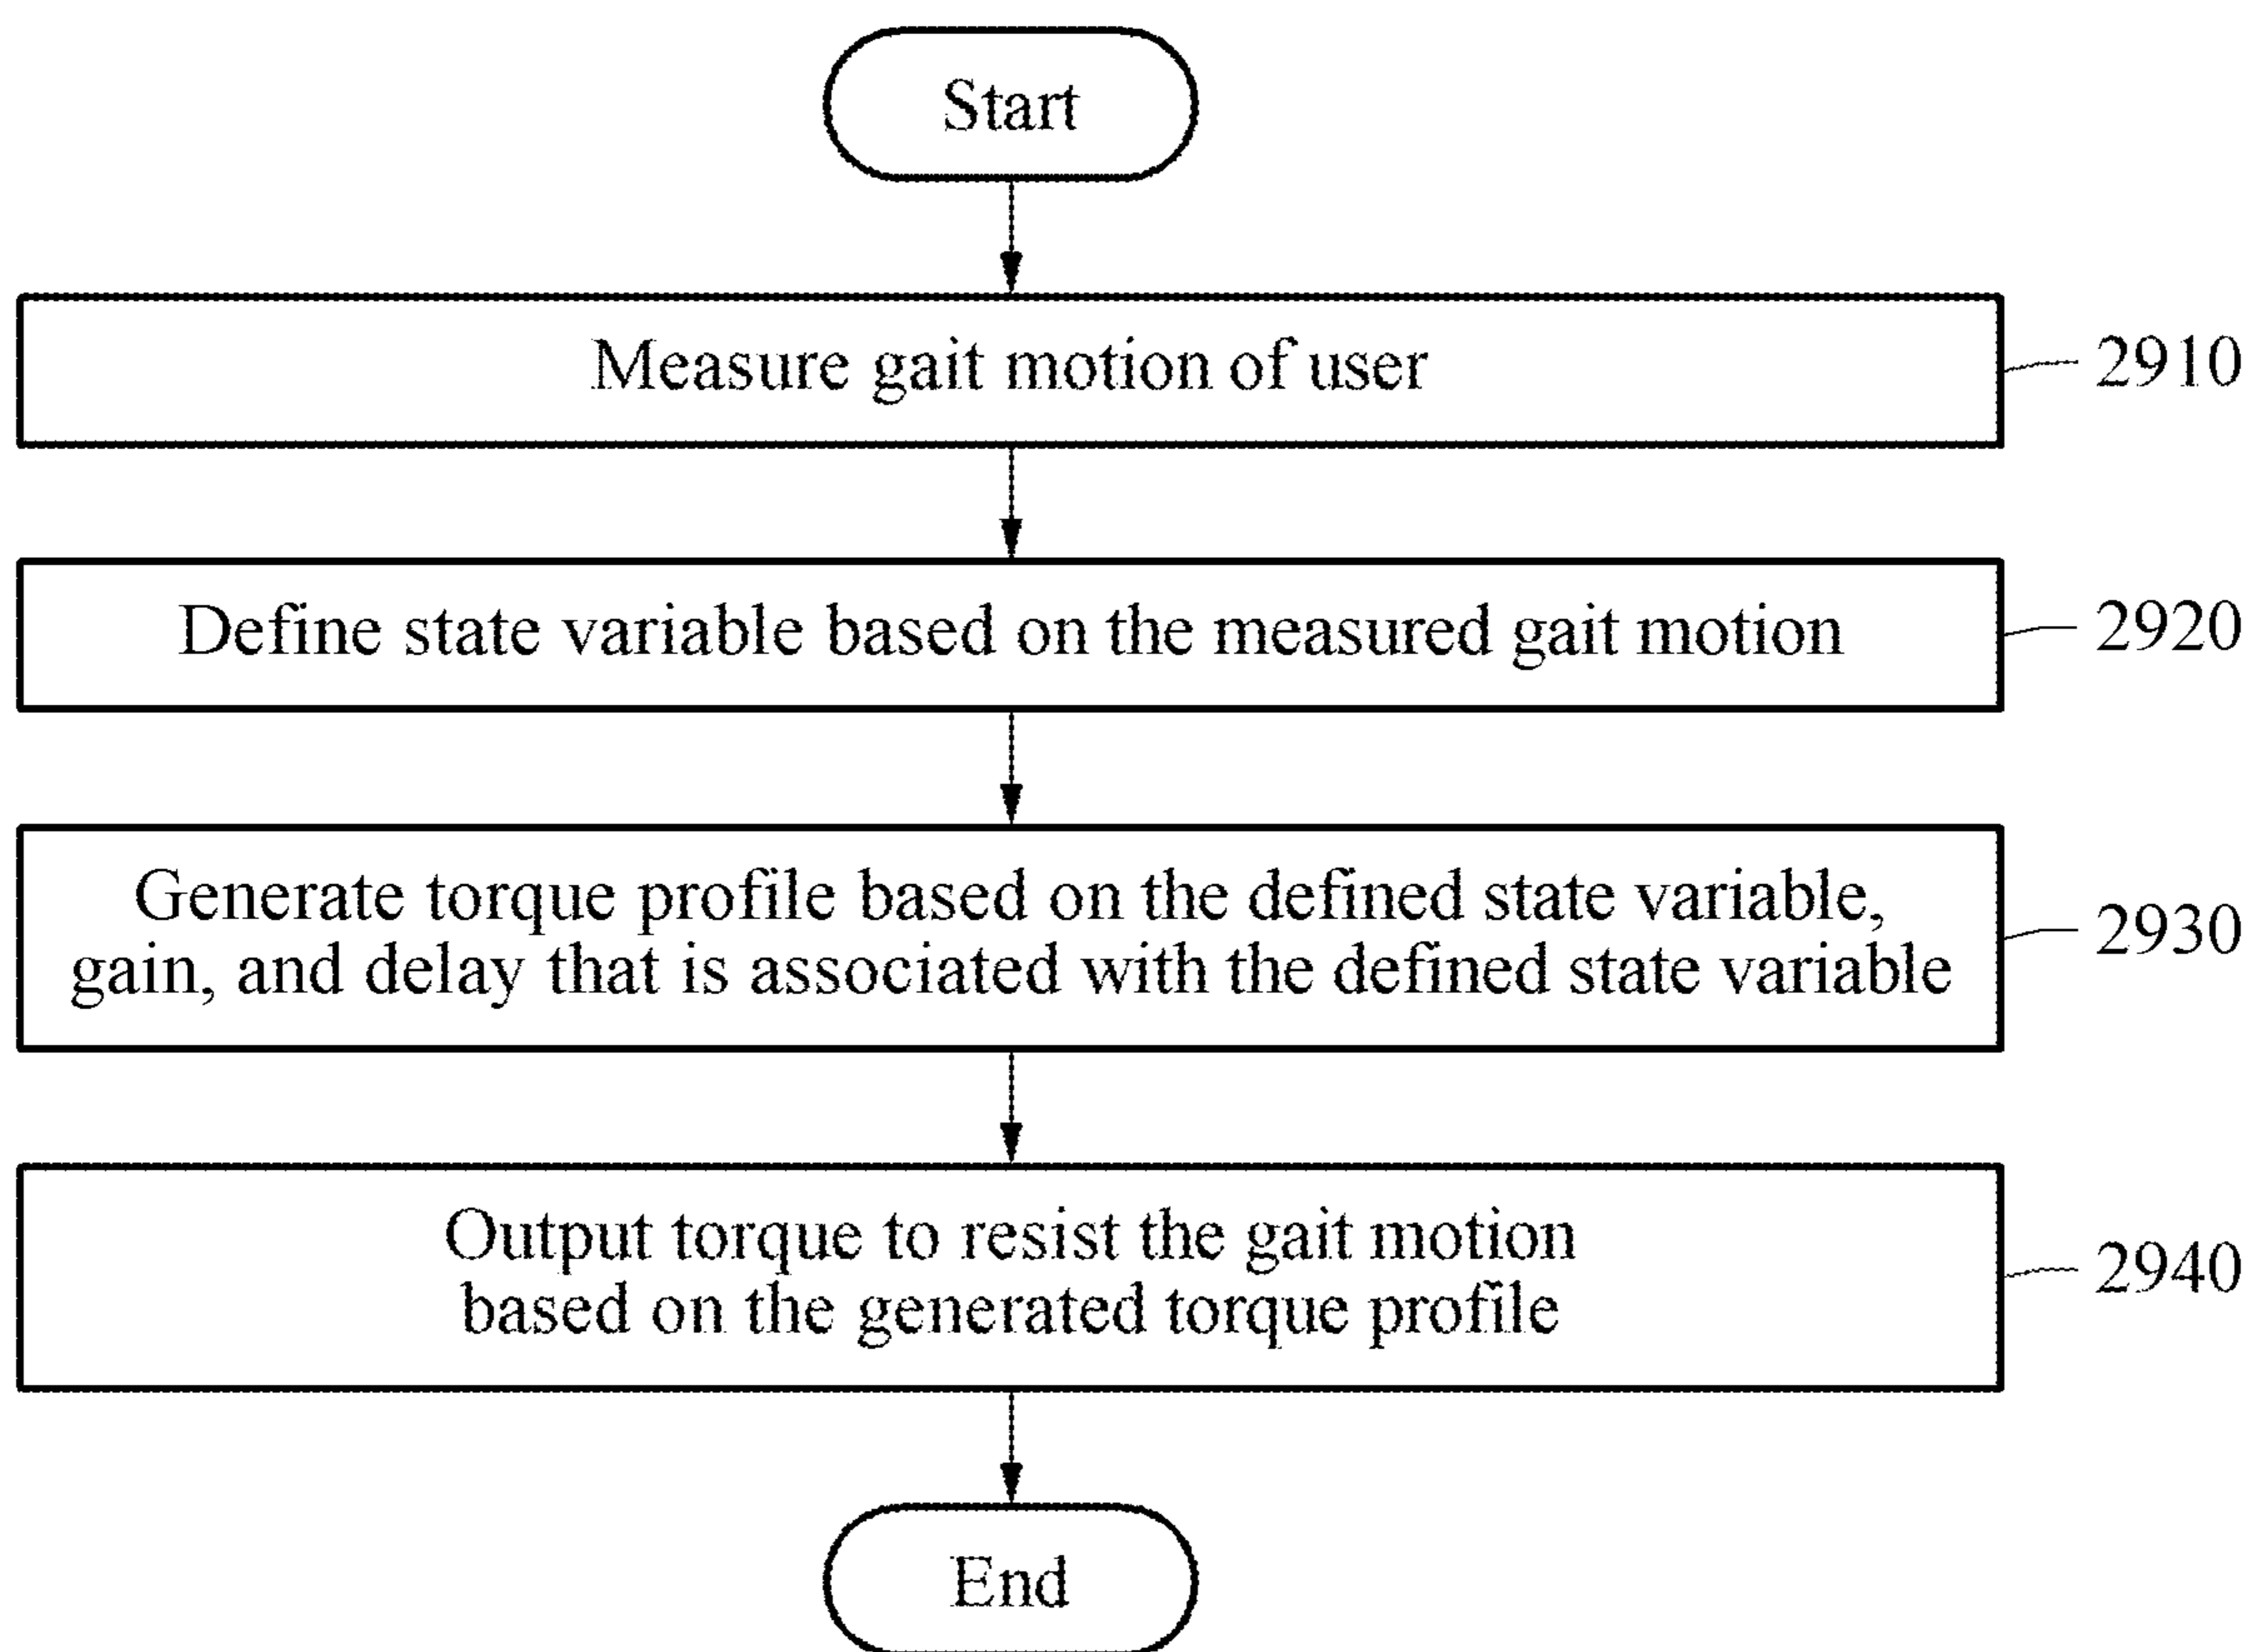 Start
Measure gait motion of user
2910
Define state variable based on the measured gait motion
2920
Generate torque profile based on the defined state variable,
gain, and delay that is associated with the defined state variable
2930
Output torque to resist the gait motion
based on the generated torque profile
2940
End